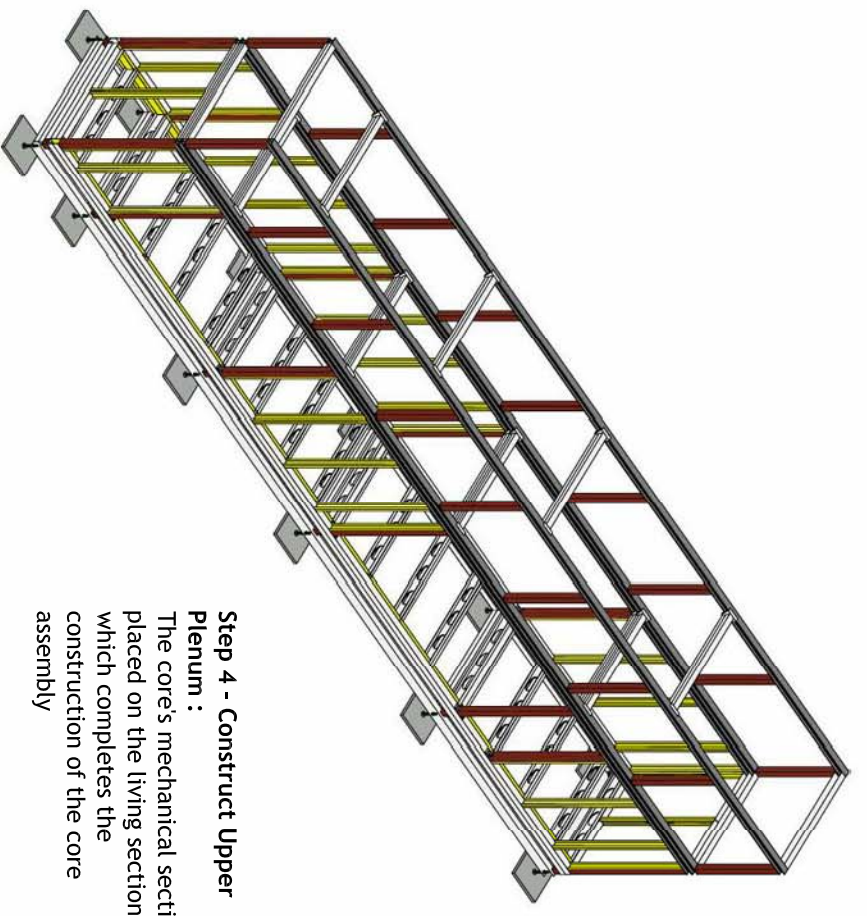 Step 4 - Construct Upper
Plenum :
The core's mechanical secti
placed on the living section
which completes the
construction of the core
assembly